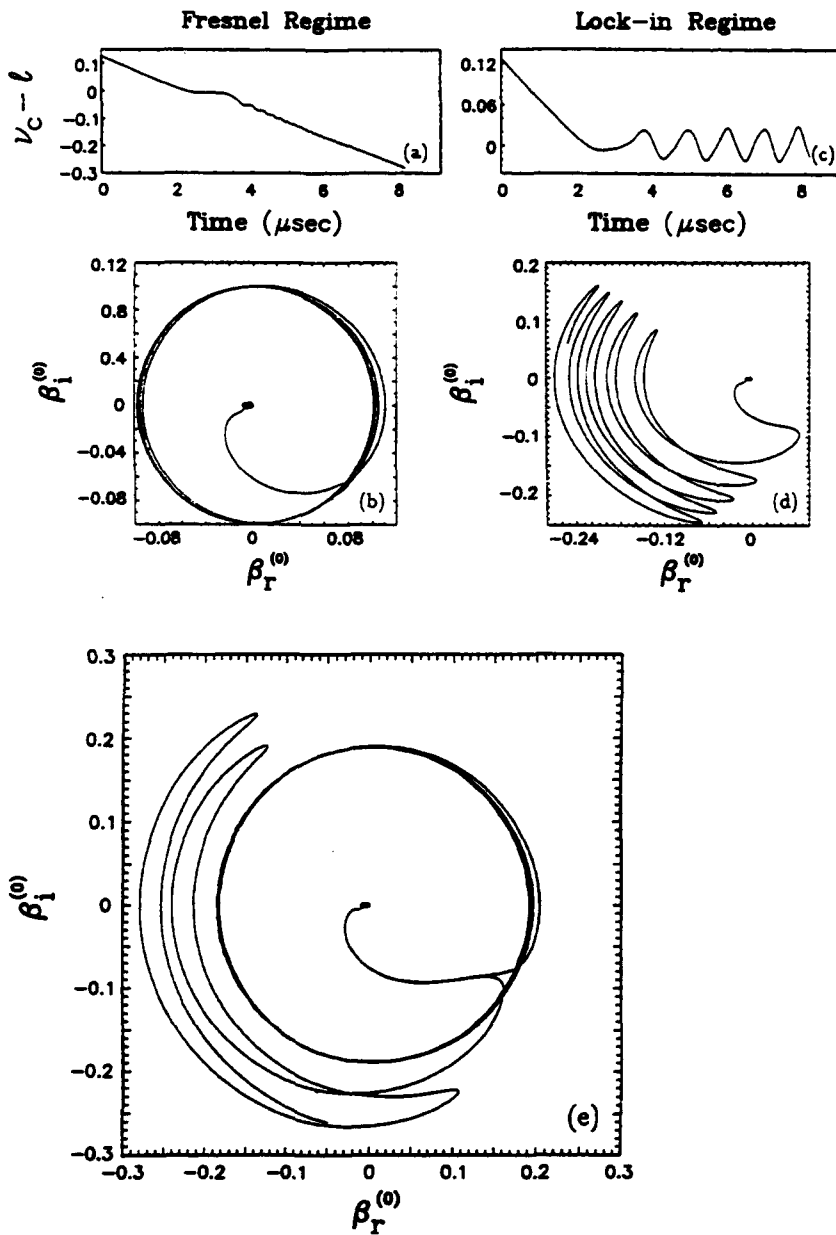 Fresnel Regime
Lock-in Regime
0.1
0
-0.1
-0.2
-0.3
ν_C - ℓ
(a)
0 2 4 6 8
Time (μsec)
0.12
0.06
0
(c)
0 2 4 6 8
Time (μsec)
0.12
0.8
0.4
0
-0.04
-0.08
β_i^(0)
(b)
-0.08 0 0.08
β_r^(0)
0.2
0.1
0
-0.1
-0.2
β_i^(0)
(d)
-0.24 -0.12 0
β_r^(0)
0.3
0.2
0.1
0
-0.1
-0.2
-0.3
β_i^(0)
(e)
-0.3 -0.2 -0.1 0 0.1 0.2 0.3
β_r^(0)